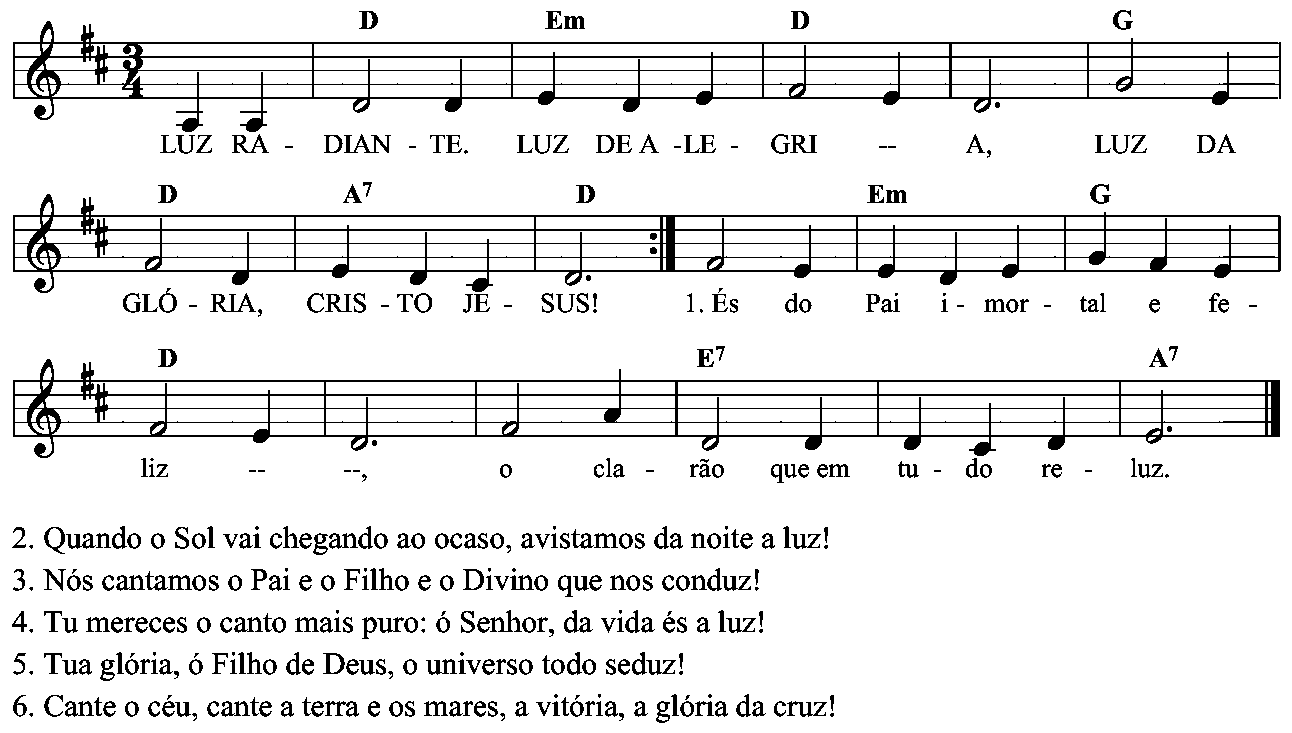 D Em D G
LUZ RA - DIAN - TE. LUZ DE A -LE - GRI -- A, LUZ DA
D A7 D Em G
GLÓ - RIA, CRIS - TO JE - SUS! 1. És do Pai i - mor - tal e fe -
D E7 A7
liz -- --, o cla - rão que em tu - do re - luz.
2. Quando o Sol vai chegando ao ocaso, avistamos da noite a luz!
3. Nós cantamos o Pai e o Filho e o Divino que nos conduz!
4. Tu mereces o canto mais puro: ó Senhor, da vida és a luz!
5. Tua glória, ó Filho de Deus, o universo todo seduz!
6. Cante o céu, cante a terra e os mares, a vitória, a glória da cruz!